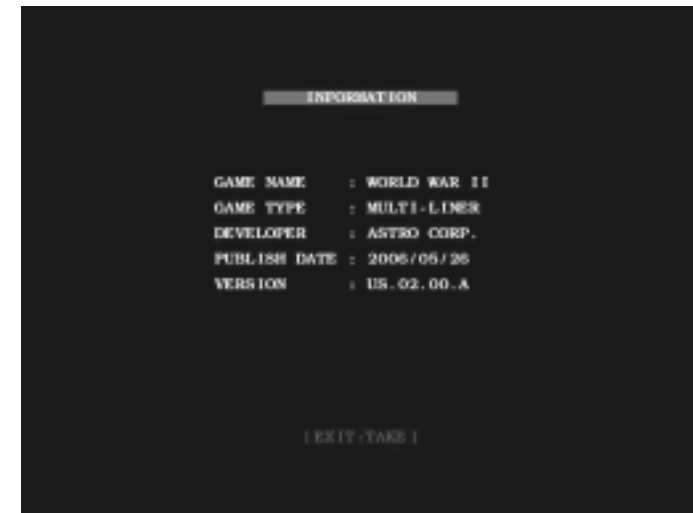 INFORMATION
GAME NAME : WORLD WAR II
GAME TYPE : MULTI-LINER
DEVELOPER : ASTRO CORP.
PUBLISH DATE : 2006/05/26
VERSION : US.02.00.A
[EXIT:TAKE]